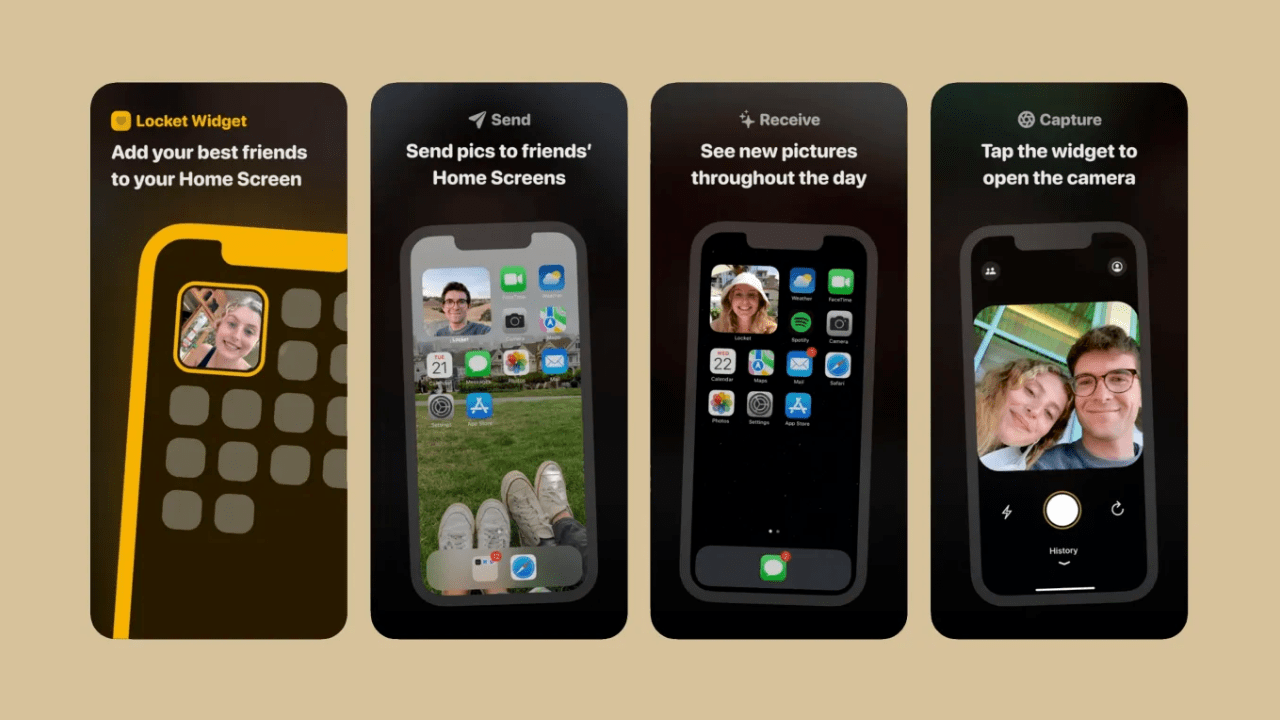 Locket Widget
Add your best friends
to your Home Screen
Send
Send pics to friends’
Home Screens
FaceTime
Weather
Locket
Camera
Maps
TUE
21
Calendar
Messages
Photos
Mail
Settings
App Store
12
Receive
See new pictures
throughout the day
Weather
FaceTime
Locket
Spotify
Camera
WED
22
Calendar
Maps
Mail
Safari
Photos
Settings
App Store
Capture
Tap the widget to
open the camera
History